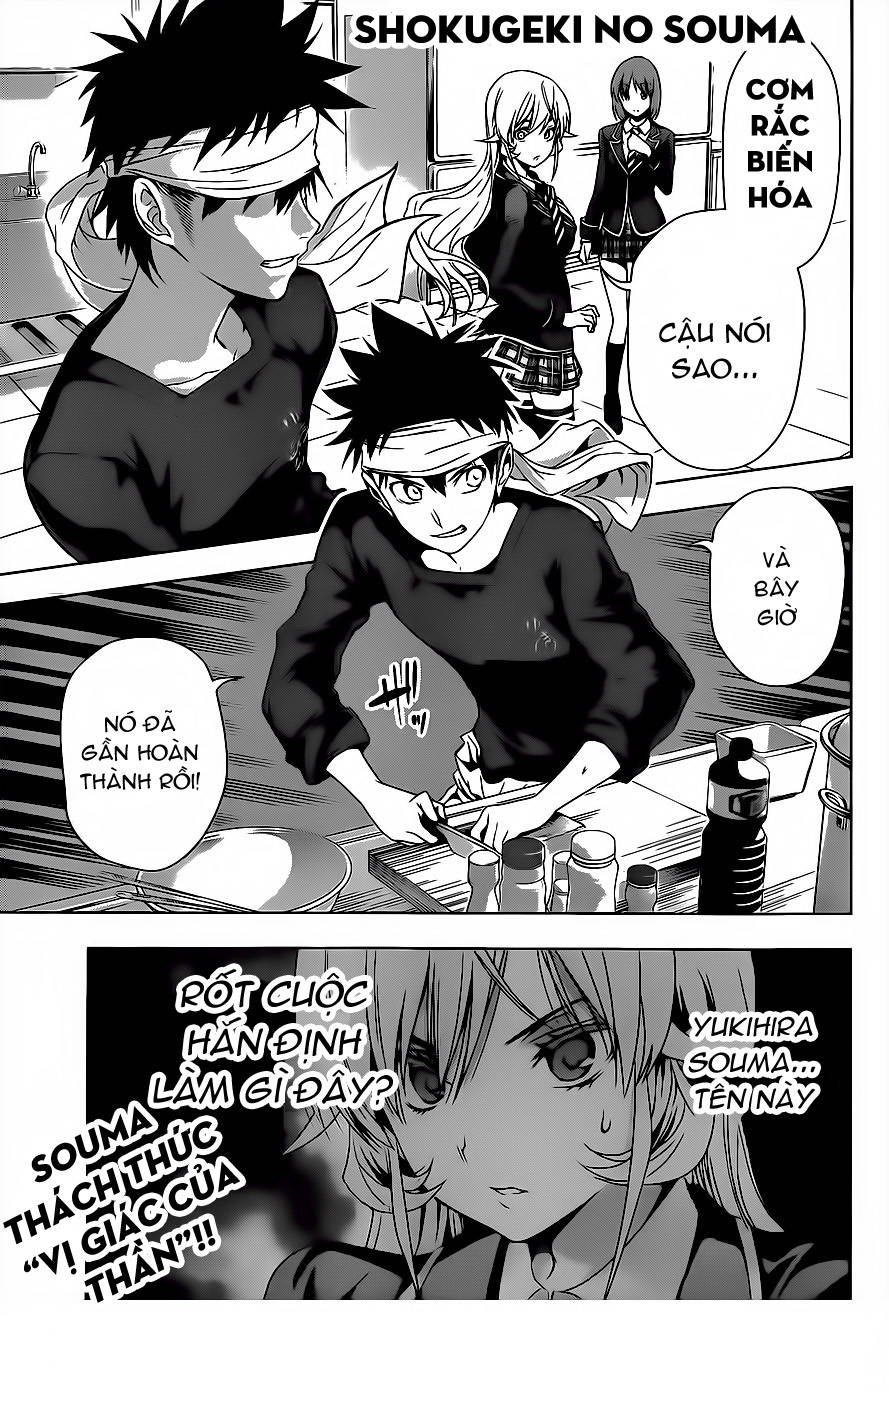 SHOKUGEKI NO SOUMA
CƠM
RẮC
BIẾN
HÓA
CẬU NÓI
SAO...
VÀ
BÂY
GIỜ
NÓ ĐÃ
GẦN HOÀN
THÀNH RỒI!
YUKIHIRA
SOUMA...
TÊN NÀY
RỐT CUỘC
HẮN ĐỊNH
LÀM GÌ ĐÂY?
SOUMA
THÁCH THỨC
"VỊ GIÁC CỦA
THẦN"!!